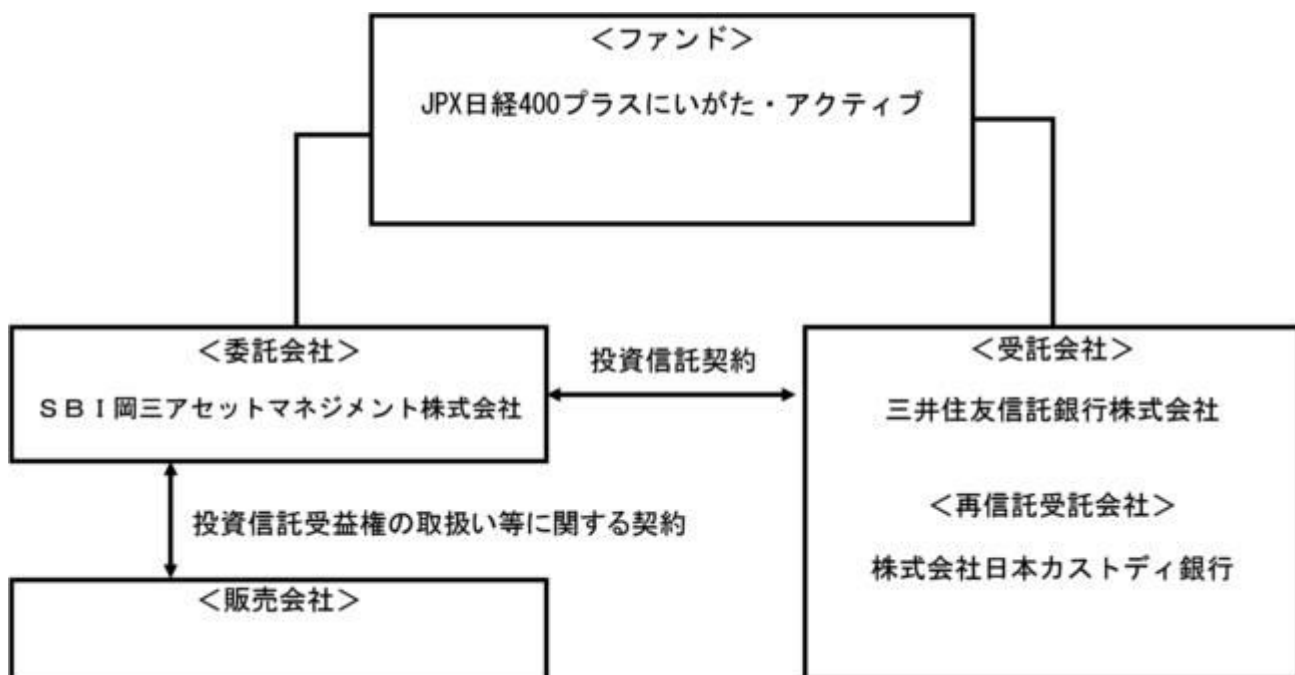 ＜ファンド＞
JPX日経400プラスにいがた・アクティブ
＜委託会社＞
ＳＢＩ岡三アセットマネジメント株式会社
投資信託契約
＜受託会社＞
三井住友信託銀行株式会社
＜再信託受託会社＞
株式会社日本カストディ銀行
投資信託受益権の取扱い等に関する契約
＜販売会社＞